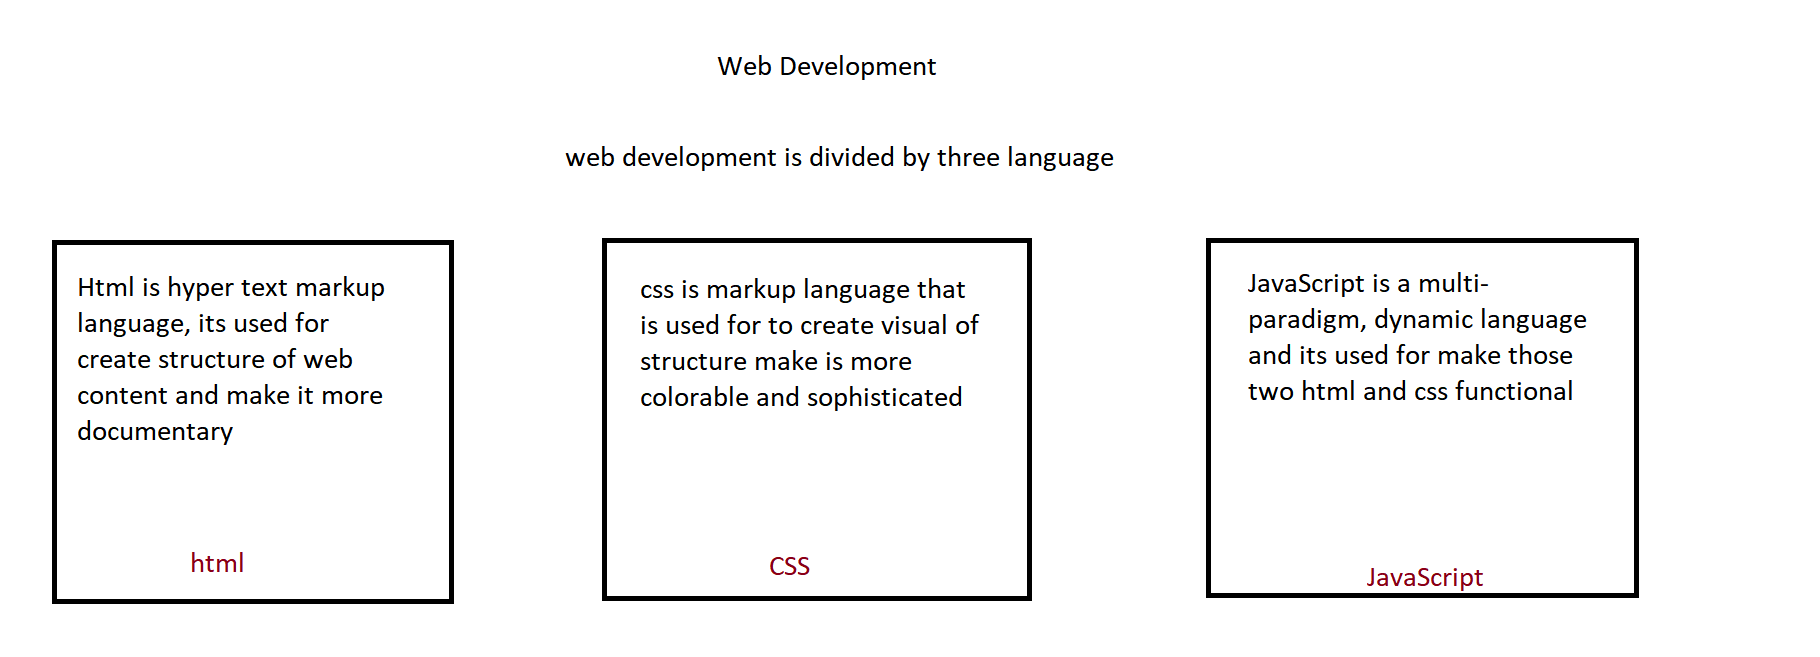 Web Development
web development is divided by three language
Html is hyper text markup
language, its used for
create structure of web
content and make it more
documentary
html
css is markup language that
is used for to create visual of
structure make is more
colorable and sophisticated
CSS
JavaScript is a multi-
paradigm, dynamic language
and its used for make those
two html and css functional
JavaScript